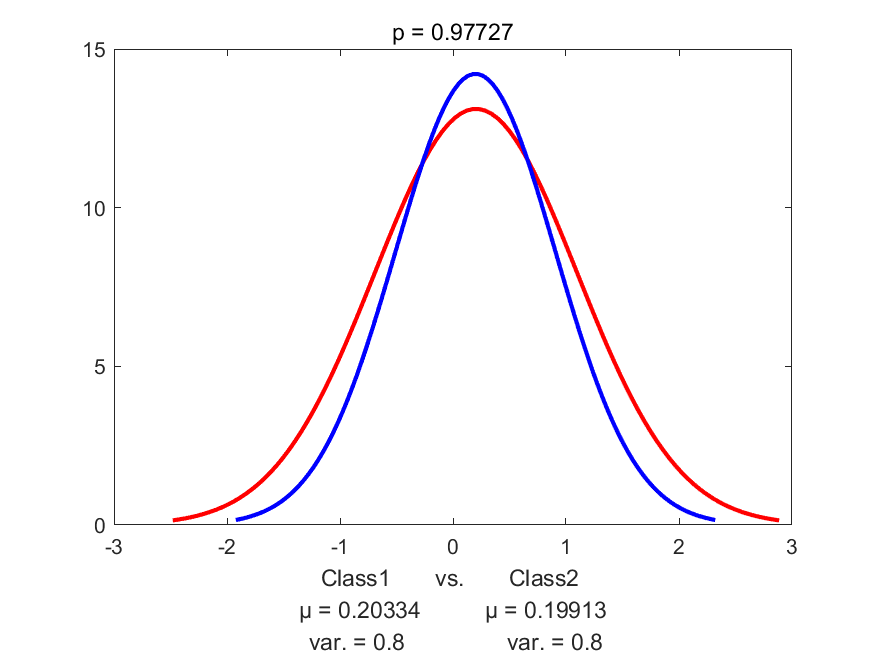 p = 0.97727
15
10
5
0
-3 -2 -1 0 1 2 3
Class1 vs. Class2
μ = 0.20334 μ = 0.19913
var. = 0.8 var. = 0.8